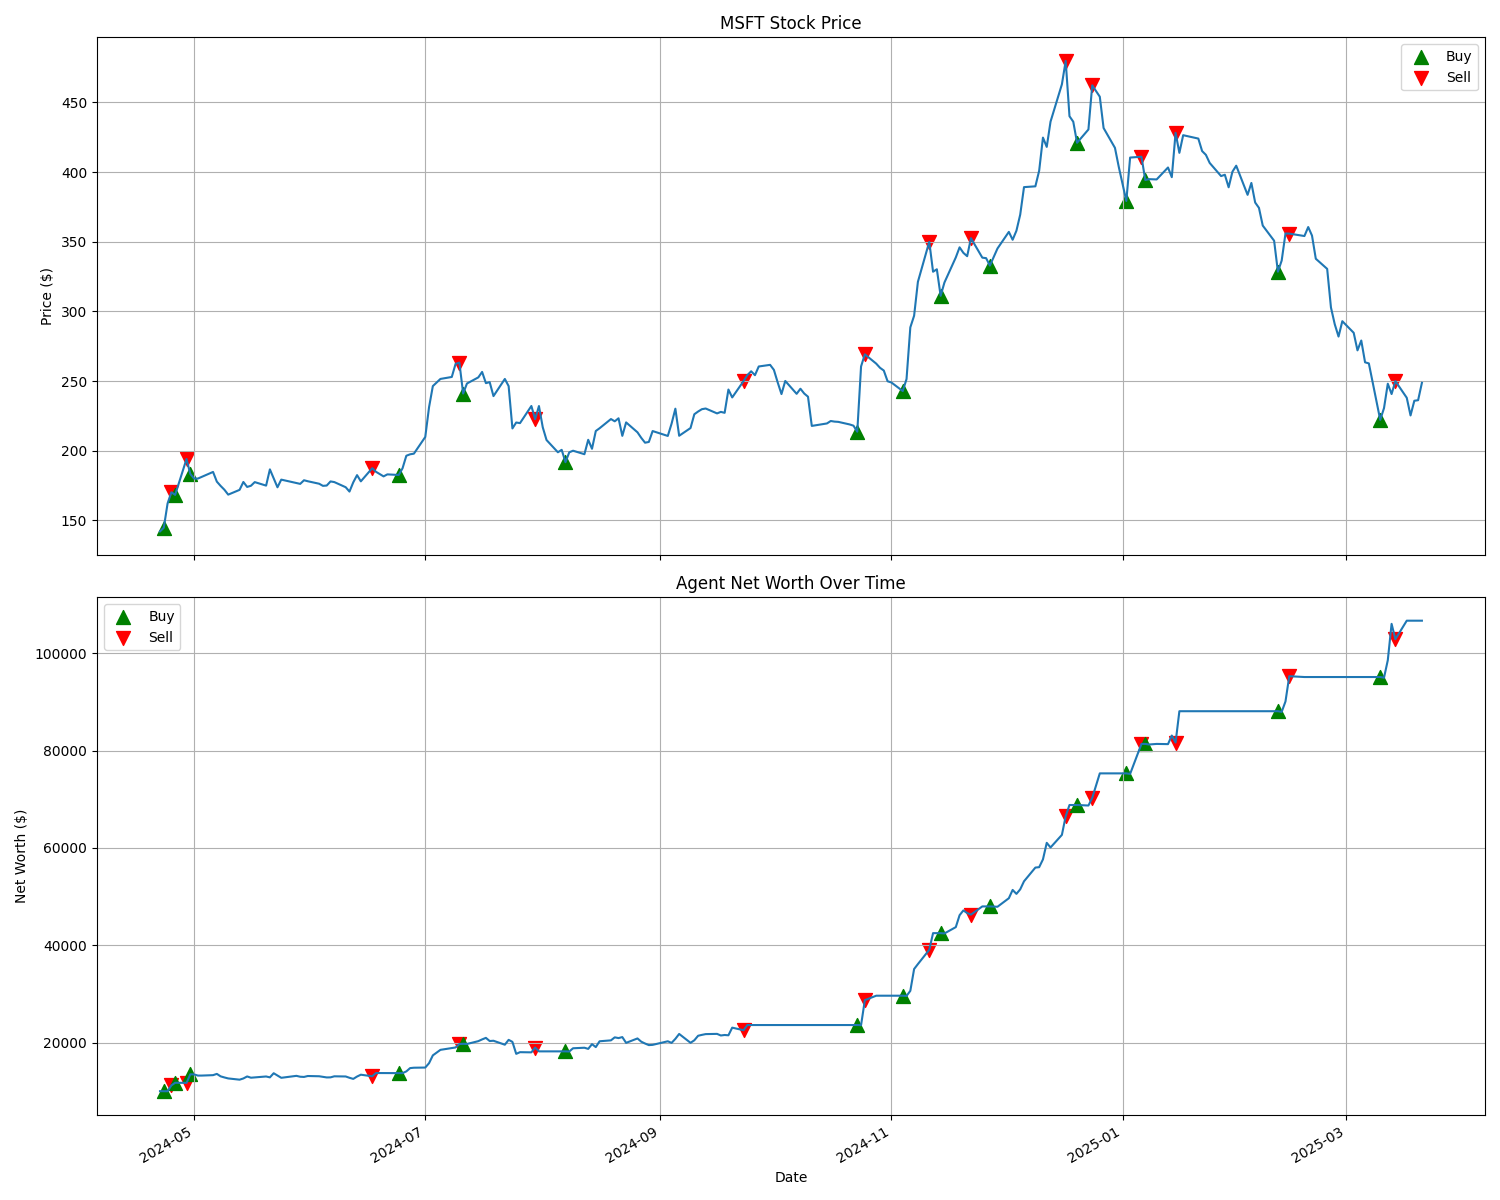 MSFT Stock Price
Buy
Sell
Price ($)
450
400
350
300
250
200
150
Agent Net Worth Over Time
Buy
Sell
Net Worth ($)
100000
80000
60000
40000
20000
2024-05
2024-07
2024-09
2024-11
2025-01
2025-03
Date